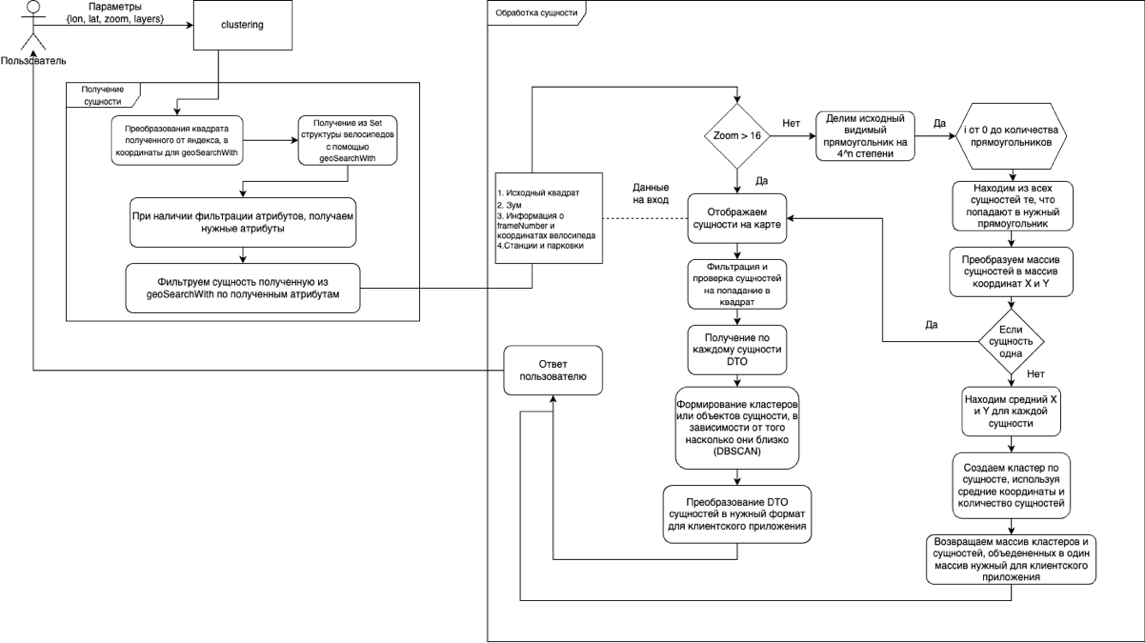 Параметры
{lon, lat, zoom, layers}
Пользователь
clustering
Получение
сущности
Преобразования квадрата
полученного от яндекса, в
координаты для geoSearchWith
Получение из Set
структуры велосипедов
с помощью
geoSearchWith
При наличии фильтрации атрибутов, получаем
нужные атрибуты
Фильтруем сущность полученную из
geoSearchWith по полученным атрибутам
Обработка сущности
1. Исходный квадрат
2. Зум
3. Информация о
frameNumber и
координатах велосипеда
4.Станции и парковки
Данные
на вход
Zoom > 16
Нет
Да
Делим исходный
видимый
прямоугольник на
4^n степени
Да
i от 0 до количества
прямоугольников
Находим из всех
сущностей те, что
попадают в нужный
прямоугольник
Преобразуем массив
сущностей в массив
координат X и Y
Если
сущность
одна
Да
Нет
Находим средний X
и Y для каждой
сущности
Создаем кластер по
сущносте, используя
средние координаты и
количество сущностей
Возвращаем массив кластеров и
сущностей, объедененных в один
массив нужный для клиентского
приложения
Отображаем
сущности на карте
Фильтрация и
проверка сущностей
на попадание в
квадрат
Получение по
каждому сущности
DTO
Формирование кластеров
или объектов сущности, в
зависимости от того
насколько они близко
(DBSCAN)
Преобразование DTO
сущностей в нужный формат
для клиентского приложения
Ответ
пользователю